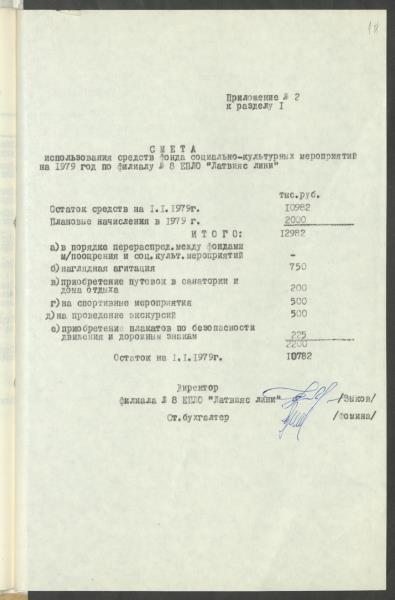 18
Приложение № 2
к разделу I
С М Е Т А
использования средств фонда социально-культурных мероприятий
на 1979 год по филиалу № 8 ЕПЛО "Латвияс лини"
тыс.руб.
Остаток средств на I.I.1979г. 10982
Плановые начисления в 1979 г. 2000
И Т О Г О: 12982
а)в порядке перераспред.между фондами
м/поощрения и соц.культ.мероприятий -
б)наглядная агитация 750
в)приобретение путовок в санатории и
дома отдыха 200
г)на спортивные мероприятия 500
д)на проведение экскурсий 500
е)приобретение плакатов по безопасности
движения и дорожным знакам 225
2200
Остаток на I.I.1979г. 10782
Директор
филиала № 8 ЕПЛО "Латвияс лини" /Зыков/
Ст.бухгалтер /Фомина/